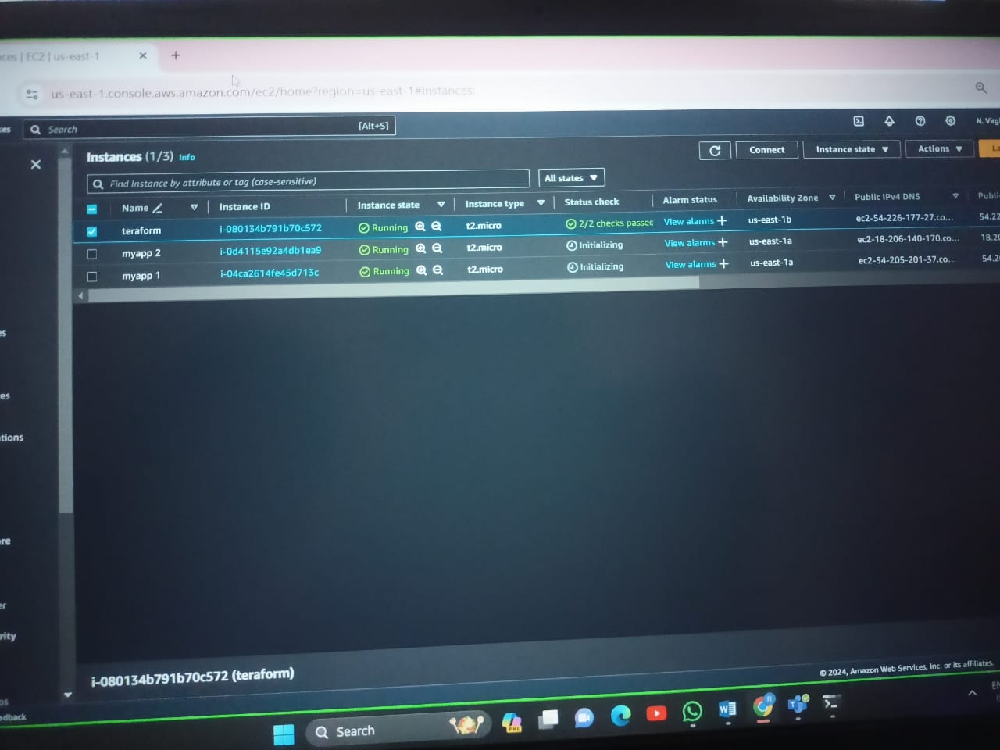 ces | EC2 | us-east-1
us-east-1.console.aws.amazon.com/ec2/home?region=us-east-1#Instances:
ces
Search
[Alt+S]
N. Virg
Instances (1/3) Info
Connect
Instance state
Actions
La
Find Instance by attribute or tag (case-sensitive)
All states
Name Instance ID Instance state Instance type Status check Alarm status Availability Zone Public IPv4 DNS Publi
teraform i-080134b791b70c572 Running t2.micro 2/2 checks passec View alarms us-east-1b ec2-54-226-177-27.co... 54.22
myapp 2 i-0d4115e92a4db1ea9 Running t2.micro Initializing View alarms us-east-1a ec2-18-206-140-170.co... 18.20
myapp 1 i-04ca2614fe45d713c Running t2.micro Initializing View alarms us-east-1a ec2-54-205-201-37.co... 54.20
es
es
tions
re
er
rity
ps
edback
i-080134b791b70c572 (teraform)
© 2024, Amazon Web Services, Inc. or its affiliates.
Search
PRE
EN